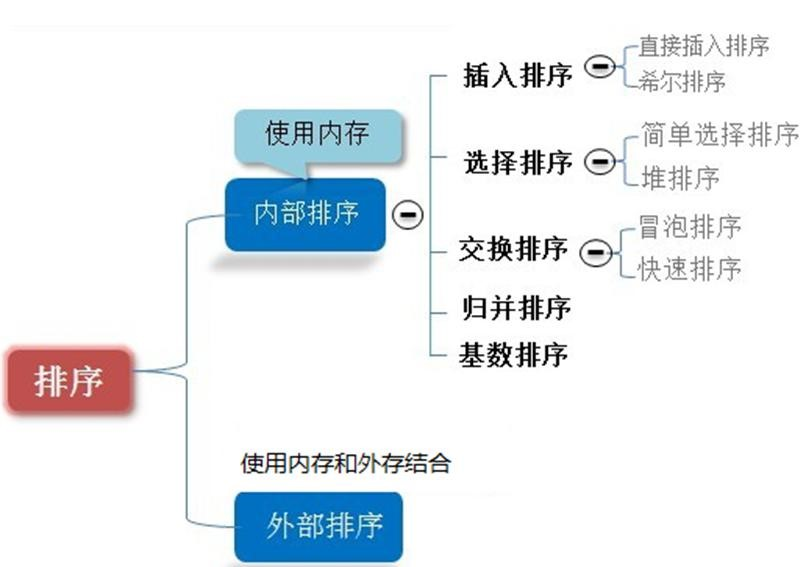 直接插入排序
插入排序
希尔排序
使用内存
简单选择排序
选择排序
堆排序
内部排序
冒泡排序
交换排序
快速排序
归并排序
基数排序
排序
使用内存和外存结合
外部排序